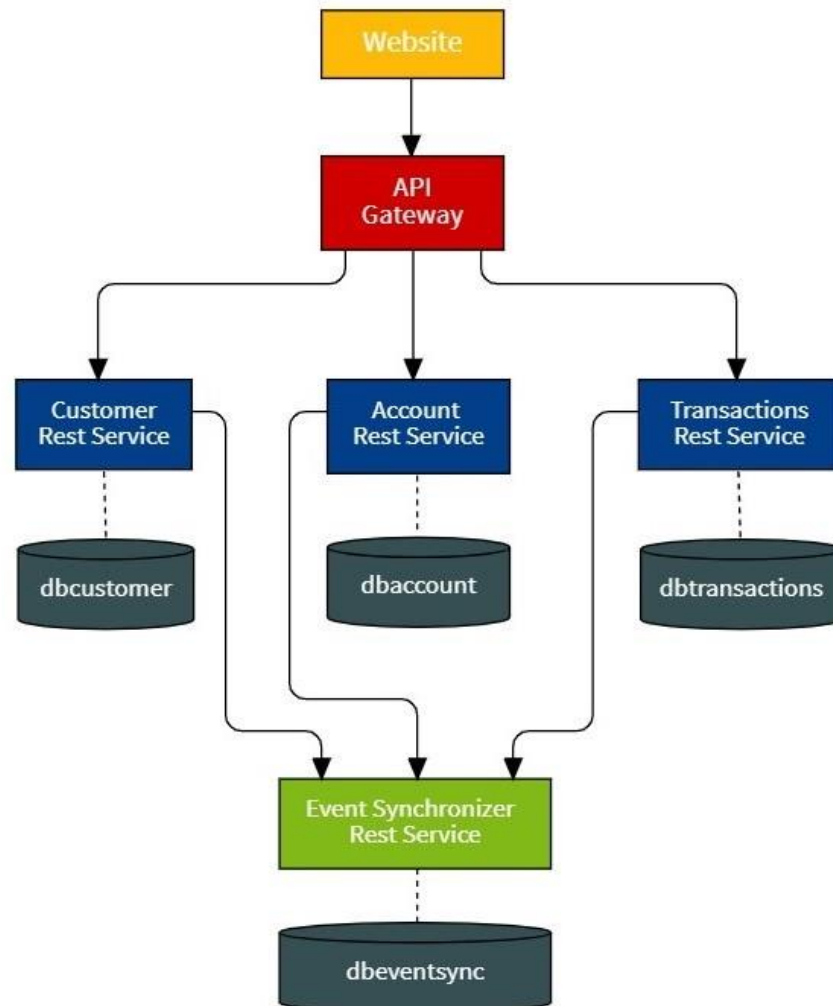 Website
API
Gateway
Customer
Rest Service
Account
Rest Service
Transactions
Rest Service
dbcustomer
dbaccount
dbtransactions
Event Synchronizer
Rest Service
dbeventsync